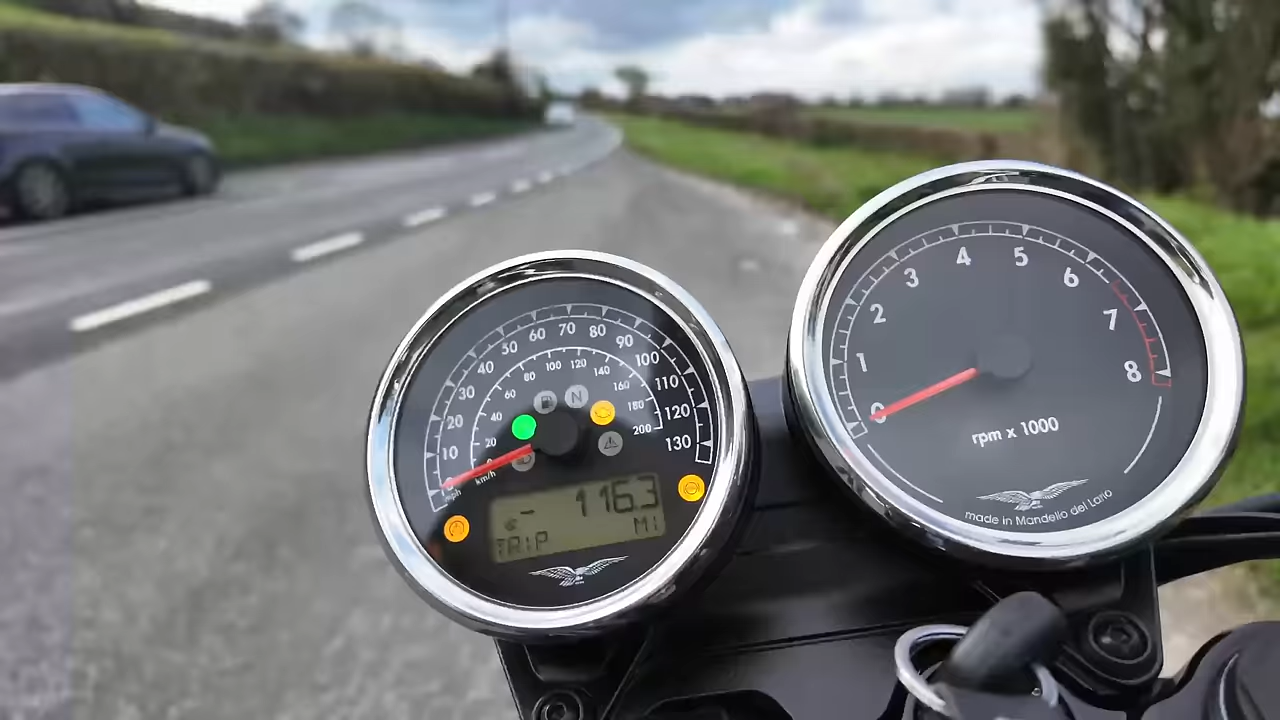 0 10 20 30 40 50 60 70 80 90 100 110 120 130
mph
0 20 40 60 80 100 120 140 160 180 200
km/h
N
116.3
TRIP MI
0 1 2 3 4 5 6 7 8
rpm x 1000
made in Mandello del Lario